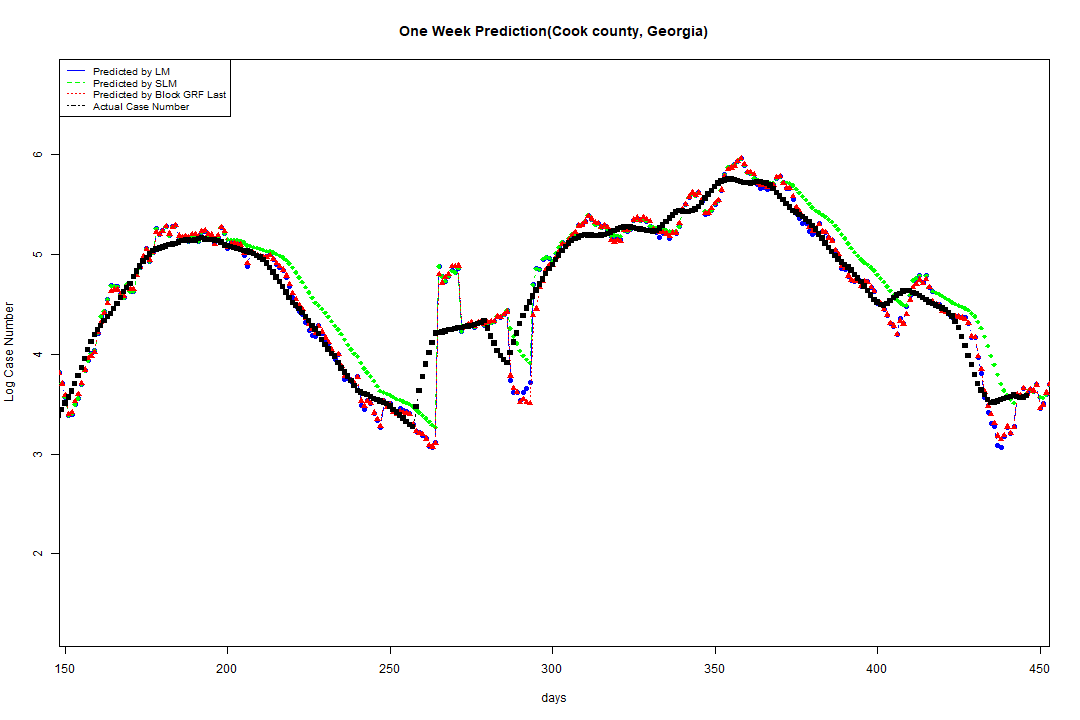 One Week Prediction(Cook county, Georgia)
Predicted by LM
Predicted by SLM
Predicted by Block GRF Last
Actual Case Number
6
5
4
3
2
Log Case Number
150 200 250 300 350 400 450
days